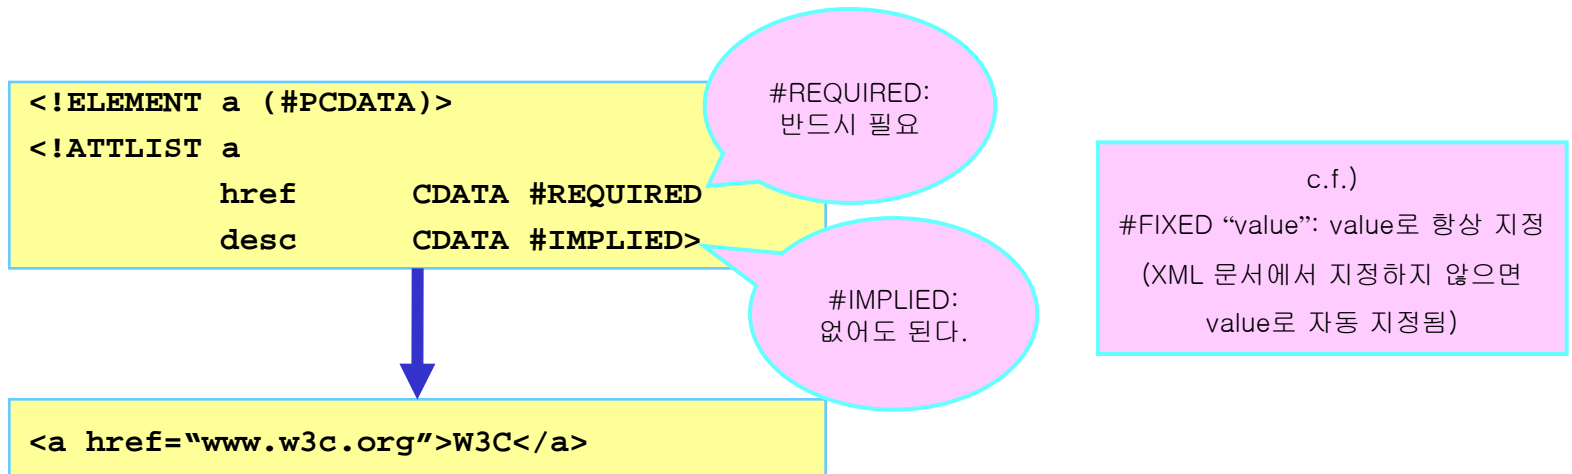 <!ELEMENT a (#PCDATA)>
<!ATTLIST a
href CDATA #REQUIRED
desc CDATA #IMPLIED>
#REQUIRED:
반드시 필요
#IMPLIED:
없어도 된다.
c.f.)
#FIXED “value”: value로 항상 지정
(XML 문서에서 지정하지 않으면
value로 자동 지정됨)
<a href=“www.w3c.org”>W3C</a>